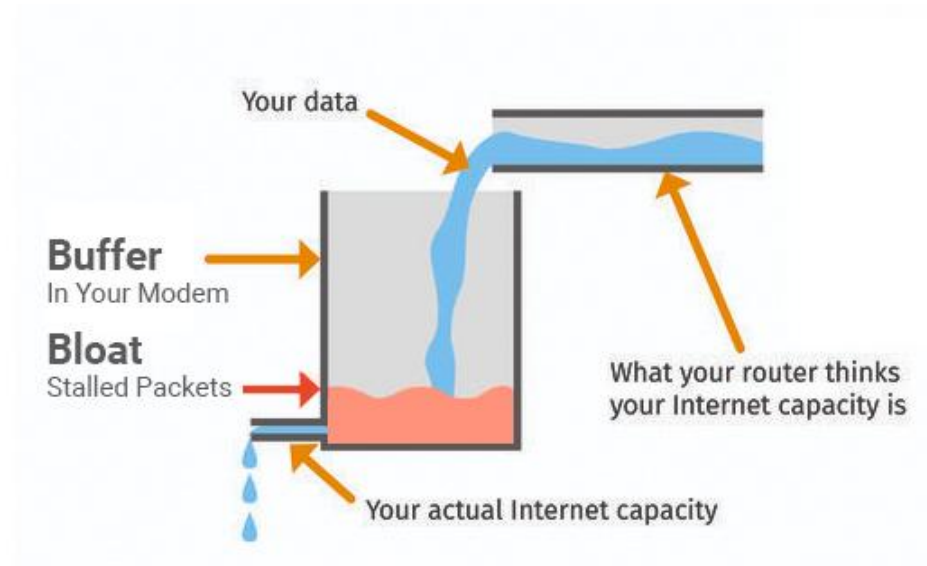 Your data
Buffer
In Your Modem
Bloat
Stalled Packets
What your router thinks
your Internet capacity is
Your actual Internet capacity